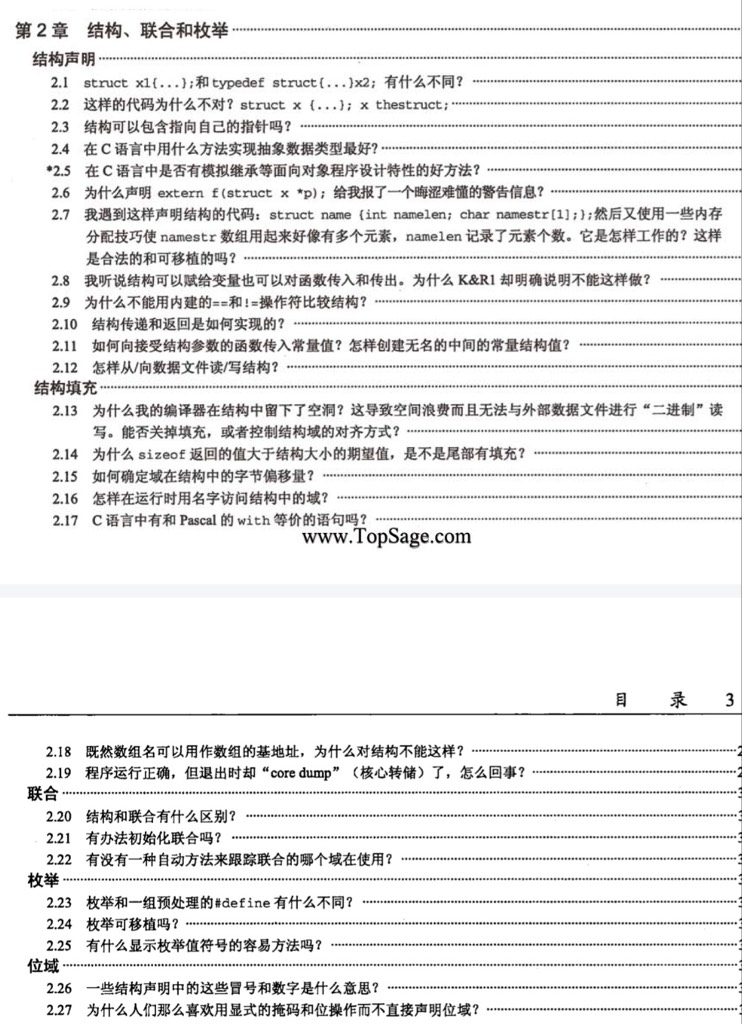 第 2 章 结构、联合和枚举
结构声明
2.1 struct x1{...};和 typedef struct{...}x2; 有什么不同？
2.2 这样的代码为什么不对？struct x {...}; x thestruct;
2.3 结构可以包含指向自己的指针吗？
2.4 在 C 语言中用什么方法实现抽象数据类型最好？
*2.5 在 C 语言中是否有模拟继承等面向对象程序设计特性的好方法？
2.6 为什么声明 extern f(struct x *p); 给我报了一个晦涩难懂的警告信息？
2.7 我遇到这样声明结构的代码：struct name {int namelen; char namestr[1];};然后又使用一些内存
分配技巧使 namestr 数组用起来好像有多个元素，namelen 记录了元素个数。它是怎样工作的？这样
是合法的和可移植的吗？
2.8 我听说结构可以赋给变量也可以对函数传入和传出。为什么 K&R1 却明确说明不能这样做？
2.9 为什么不能用内建的==和!=操作符比较结构？
2.10 结构传递和返回是如何实现的？
2.11 如何向接受结构参数的函数传入常量值？怎样创建无名的中间的常量结构值？
2.12 怎样从/向数据文件读/写结构？
结构填充
2.13 为什么我的编译器在结构中留下了空洞？这导致空间浪费而且无法与外部数据文件进行“二进制”读
写。能否关掉填充，或者控制结构域的对齐方式？
2.14 为什么 sizeof 返回的值大于结构大小的期望值，是不是尾部有填充？
2.15 如何确定域在结构中的字节偏移量？
2.16 怎样在运行时用名字访问结构中的域？
2.17 C 语言中有和 Pascal 的 with 等价的语句吗？
www.TopSage.com
目 录 3
2.18 既然数组名可以用作数组的基地址，为什么对结构不能这样？
2.19 程序运行正确，但退出时却“core dump”（核心转储）了，怎么回事？
联合
2.20 结构和联合有什么区别？
2.21 有办法初始化联合吗？
2.22 有没有一种自动方法来跟踪联合的哪个域在使用？
枚举
2.23 枚举和一组预处理的#define 有什么不同？
2.24 枚举可移植吗？
2.25 有什么显示枚举值符号的容易方法吗？
位域
2.26 一些结构声明中的这些冒号和数字是什么意思？
2.27 为什么人们那么喜欢用显式的掩码和位操作而不直接声明位域？